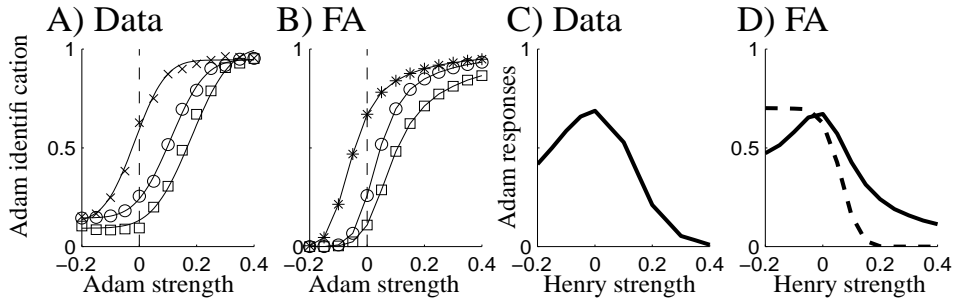 A) Data
B) FA
C) Data
D) FA
Adam identifi cation
1
0.5
0
−0.2 0 0.2 0.4
Adam strength
1
0.5
0
−0.2 0 0.2 0.4
Adam strength
Adam responses
1
0.5
0
−0.2 0 0.2 0.4
Henry strength
1
0.5
0
−0.2 0 0.2 0.4
Henry strength